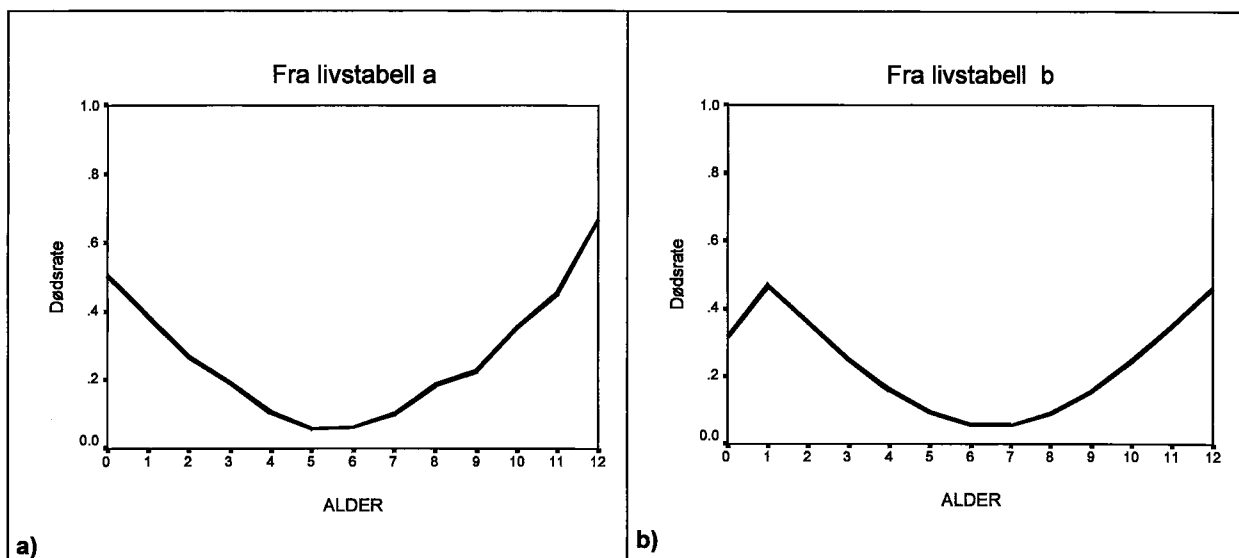 Fra livstabell a
1.0
.8
.6
.4
.2
0.0
Dødsrate
0 1 2 3 4 5 6 7 8 9 10 11 12
ALDER
a)
Fra livstabell b
1.0
.8
.6
.4
.2
0.0
Dødsrate
0 1 2 3 4 5 6 7 8 9 10 11 12
ALDER
b)